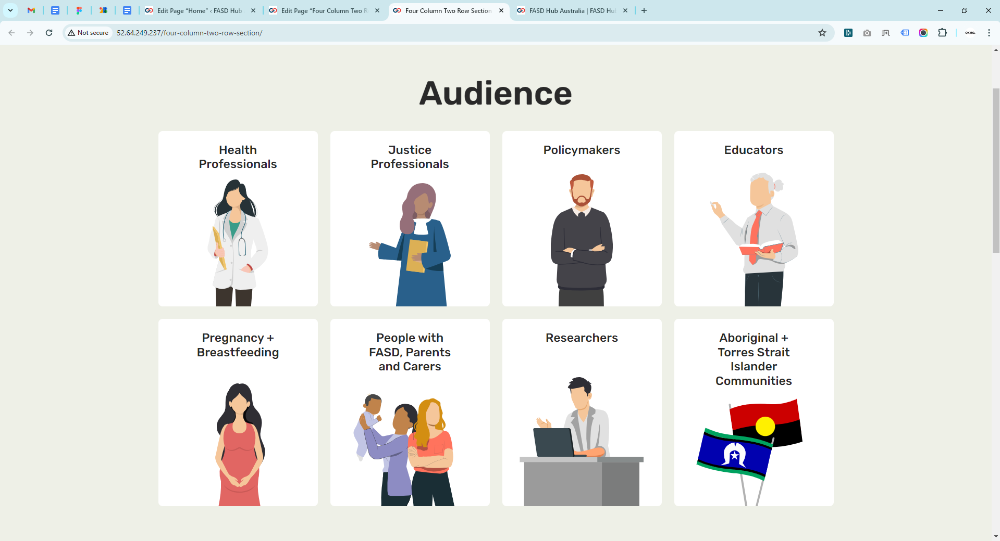 Edit Page “Home” ‹ FASD Hub
Edit Page “Four Column Two R
Four Column Two Row Section
FASD Hub Australia | FASD Hu
Not secure
52.64.249.237/four-column-two-row-section/
OKMG.
Audience
Health
Professionals
Justice
Professionals
Policymakers
Educators
Pregnancy +
Breastfeeding
People with
FASD, Parents
and Carers
Researchers
Aboriginal +
Torres Strait
Islander
Communities